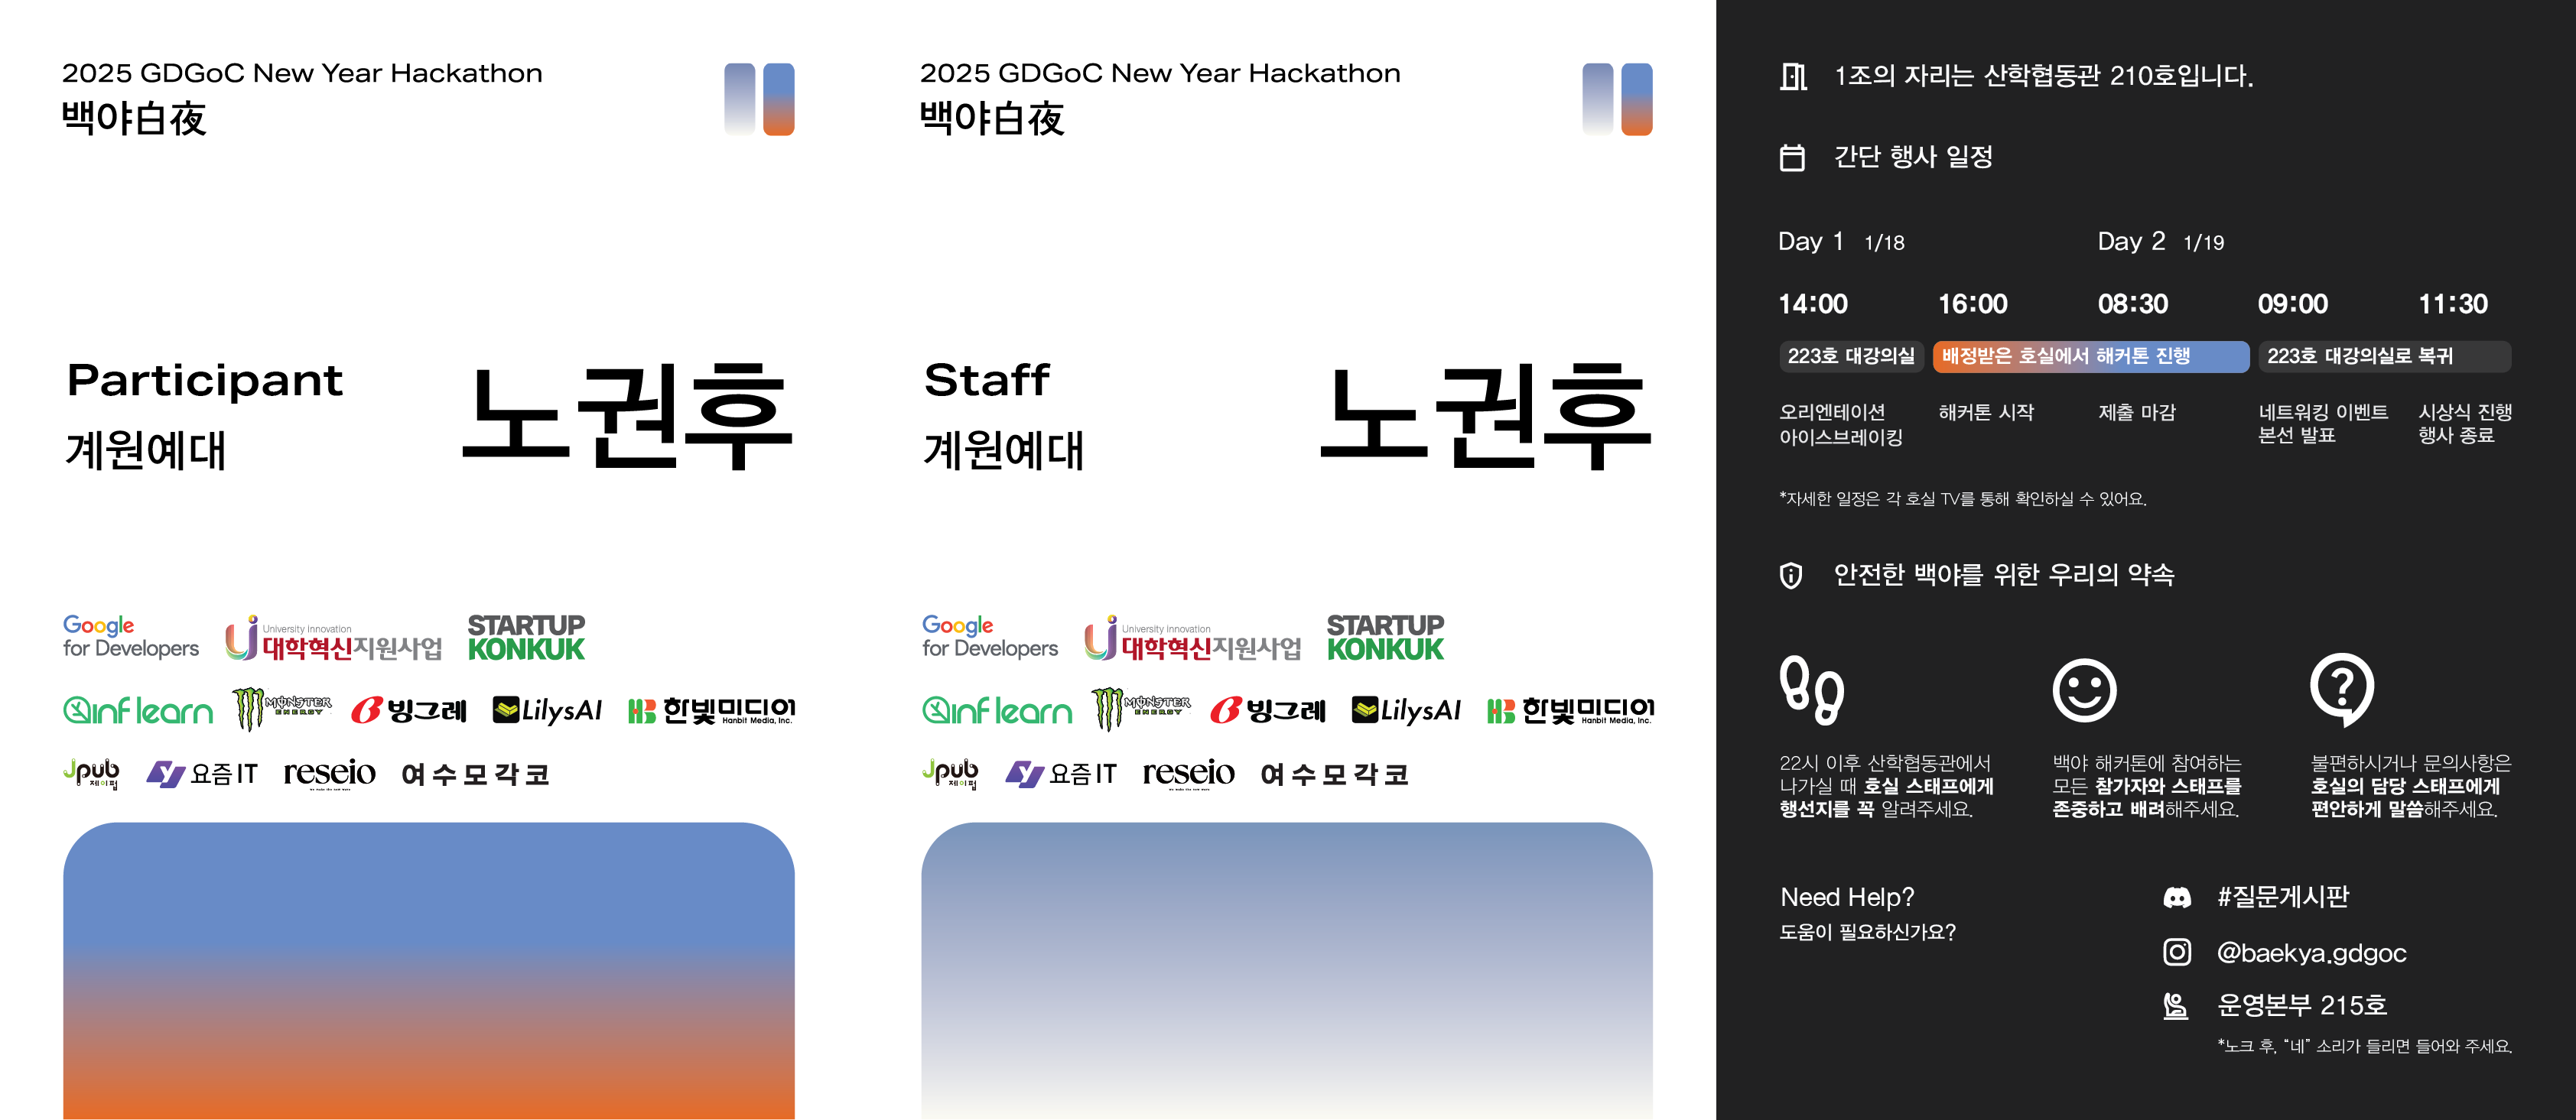 2025 GDGoC New Year Hackathon
백야白夜
Participant
계원예대
노권후
Google
for Developers
University Innovation
대학혁신지원사업
STARTUP
KONKUK
inflearn
MONSTER
ENERGY
빙그레
LilysAI
한빛미디어
Hanbit Media, Inc.
Jpub
제이펍
요즘IT
reseio
여수모각코
2025 GDGoC New Year Hackathon
백야白夜
Staff
계원예대
노권후
Google
for Developers
University Innovation
대학혁신지원사업
STARTUP
KONKUK
inflearn
MONSTER
ENERGY
빙그레
LilysAI
한빛미디어
Hanbit Media, Inc.
Jpub
제이펍
요즘IT
reseio
여수모각코
1조의 자리는 산학협동관 210호입니다.
간단 행사 일정
Day 1 1/18
Day 2 1/19
14:00 16:00 08:30 09:00 11:30
223호 대강의실 배정받은 호실에서 해커톤 진행 223호 대강의실로 복귀
오리엔테이션
아이스브레이킹
해커톤 시작
제출 마감
네트워킹 이벤트
본선 발표
시상식 진행
행사 종료
*자세한 일정은 각 호실 TV를 통해 확인하실 수 있어요.
안전한 백야를 위한 우리의 약속
22시 이후 산학협동관에서
나가실 때 호실 스태프에게
행선지를 꼭 알려주세요.
백야 해커톤에 참여하는
모든 참가자와 스태프를
존중하고 배려해주세요.
불편하시거나 문의사항은
호실의 담당 스태프에게
편안하게 말씀해주세요.
Need Help?
도움이 필요하신가요?
#질문게시판
@baekya.gdgoc
운영본부 215호
*노크 후, “네” 소리가 들리면 들어와 주세요.